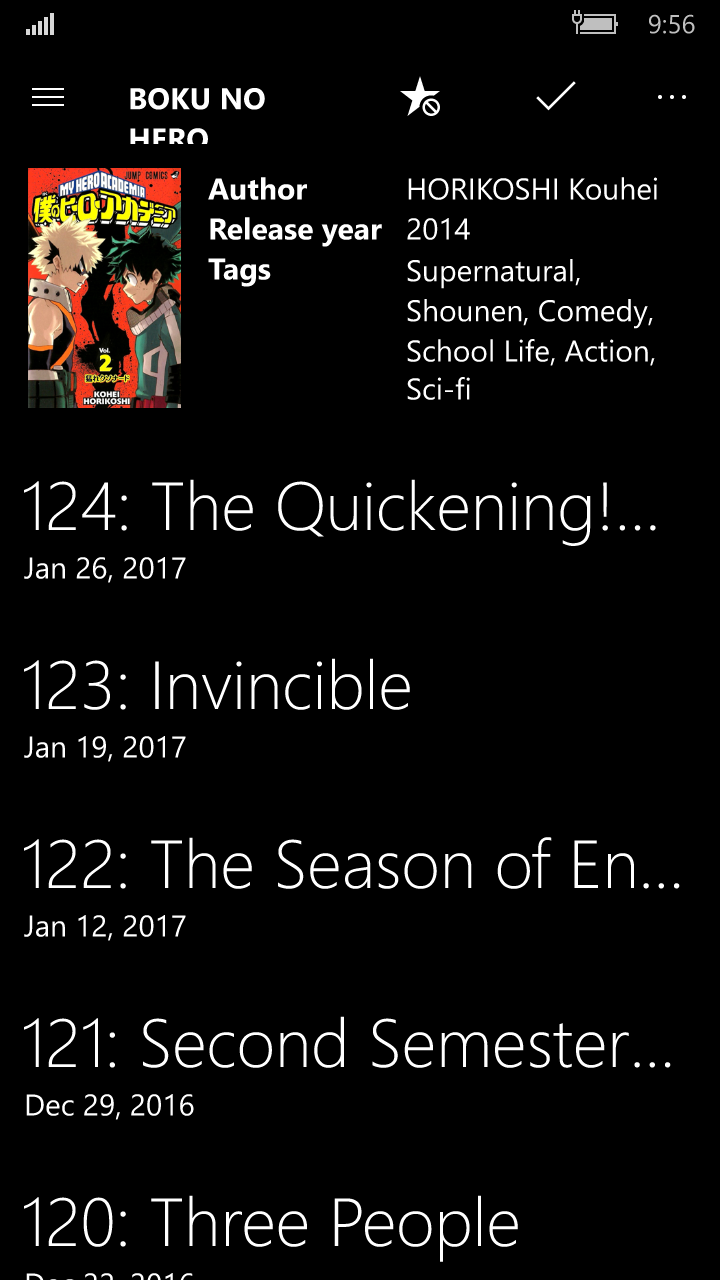 9:56
BOKU NO
HERO
JUMP COMICS
MY HERO ACADEMIA
僕のヒーローアカデミア
Vol.
2
KOHEI
HORIKOSHI
Author HORIKOSHI Kouhei
Release year 2014
Tags Supernatural,
Shounen, Comedy,
School Life, Action,
Sci-fi
124: The Quickening!...
Jan 26, 2017
123: Invincible
Jan 19, 2017
122: The Season of En...
Jan 12, 2017
121: Second Semester...
Dec 29, 2016
120: Three People
Dec 22, 2016